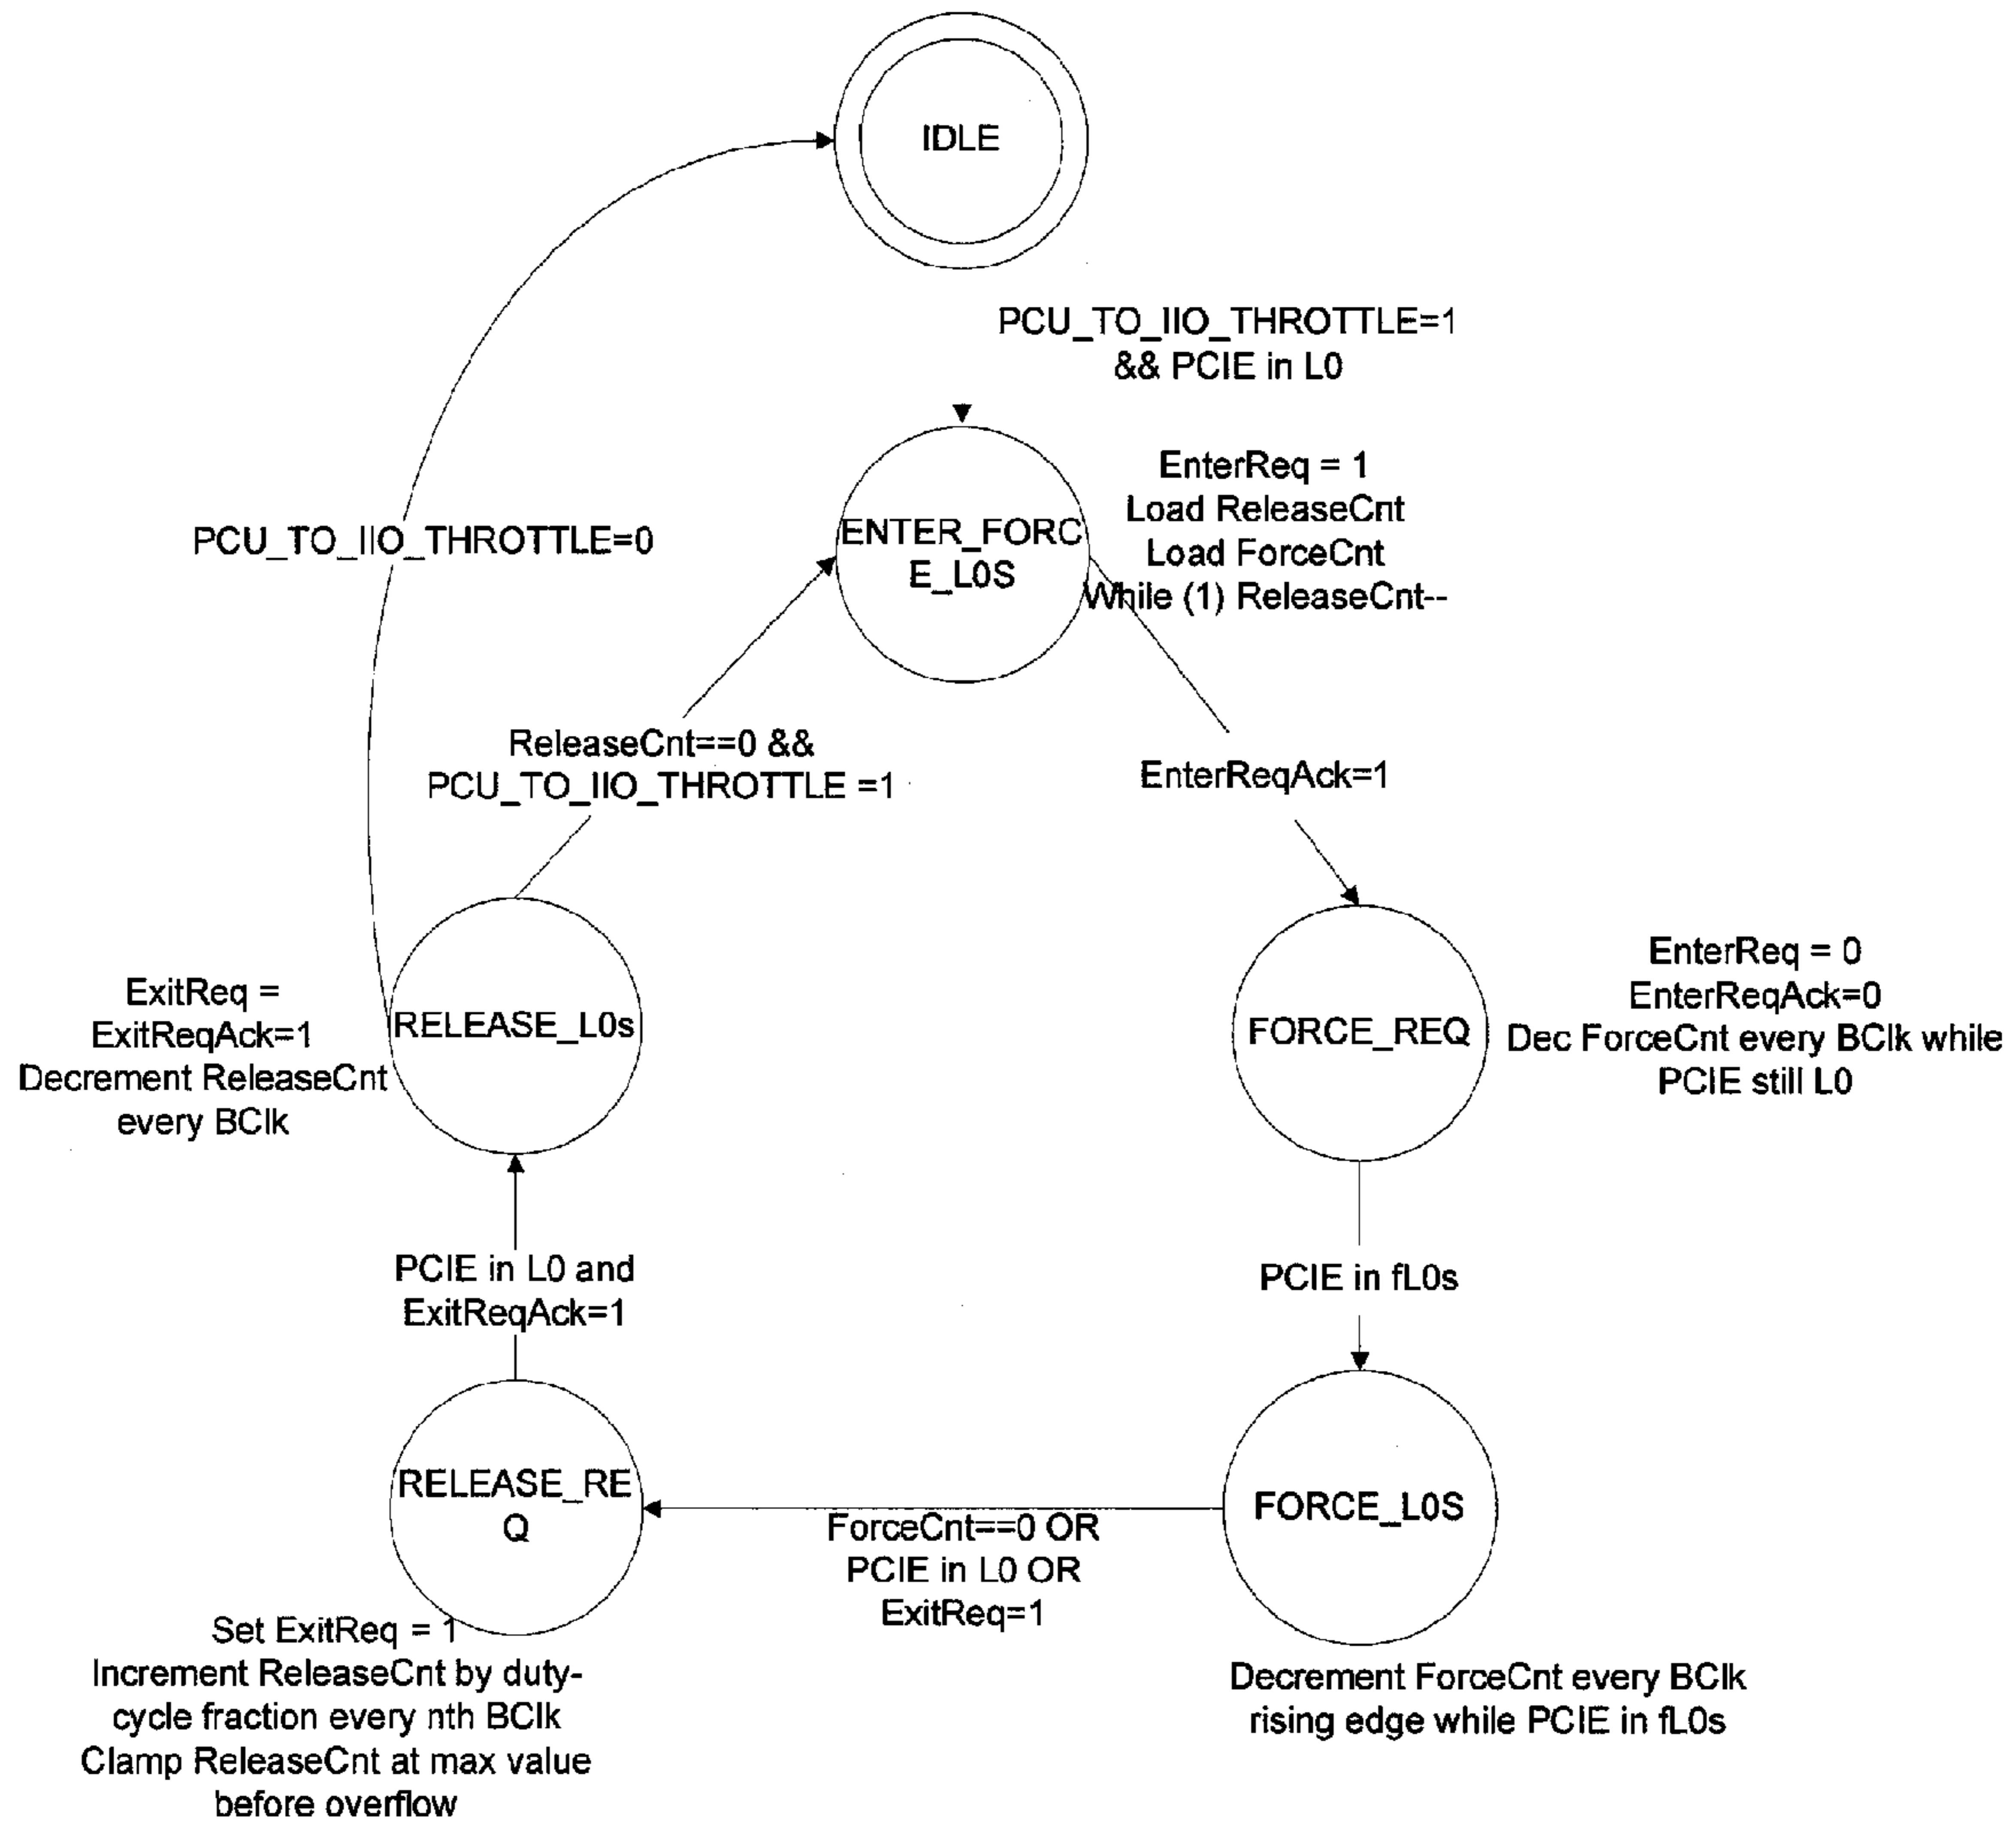 IDLE
PCU_TO_IIO_THROTTLE=1
&& PCIE in L0
EnterReq = 1
Load ReleaseCnt
Load ForceCnt
While (1) ReleaseCnt--
ENTER_FORC
E_L0S
PCU_TO_IIO_THROTTLE=0
ReleaseCnt==0 &&
PCU_TO_IIO_THROTTLE =1
EnterReqAck=1
ExitReq =
ExitReqAck=1
Decrement ReleaseCnt
every BClk
RELEASE_L0s
FORCE_REQ
EnterReq = 0
EnterReqAck=0
Dec ForceCnt every BClk while
PCIE still L0
PCIE in L0 and
ExitReqAck=1
PCIE in fL0s
RELEASE_RE
Q
ForceCnt==0 OR
PCIE in L0 OR
ExitReq=1
FORCE_L0S
Set ExitReq = 1
Increment ReleaseCnt by duty-
cycle fraction every nth BClk
Clamp ReleaseCnt at max value
before overflow
Decrement ForceCnt every BClk
rising edge while PCIE in fL0s